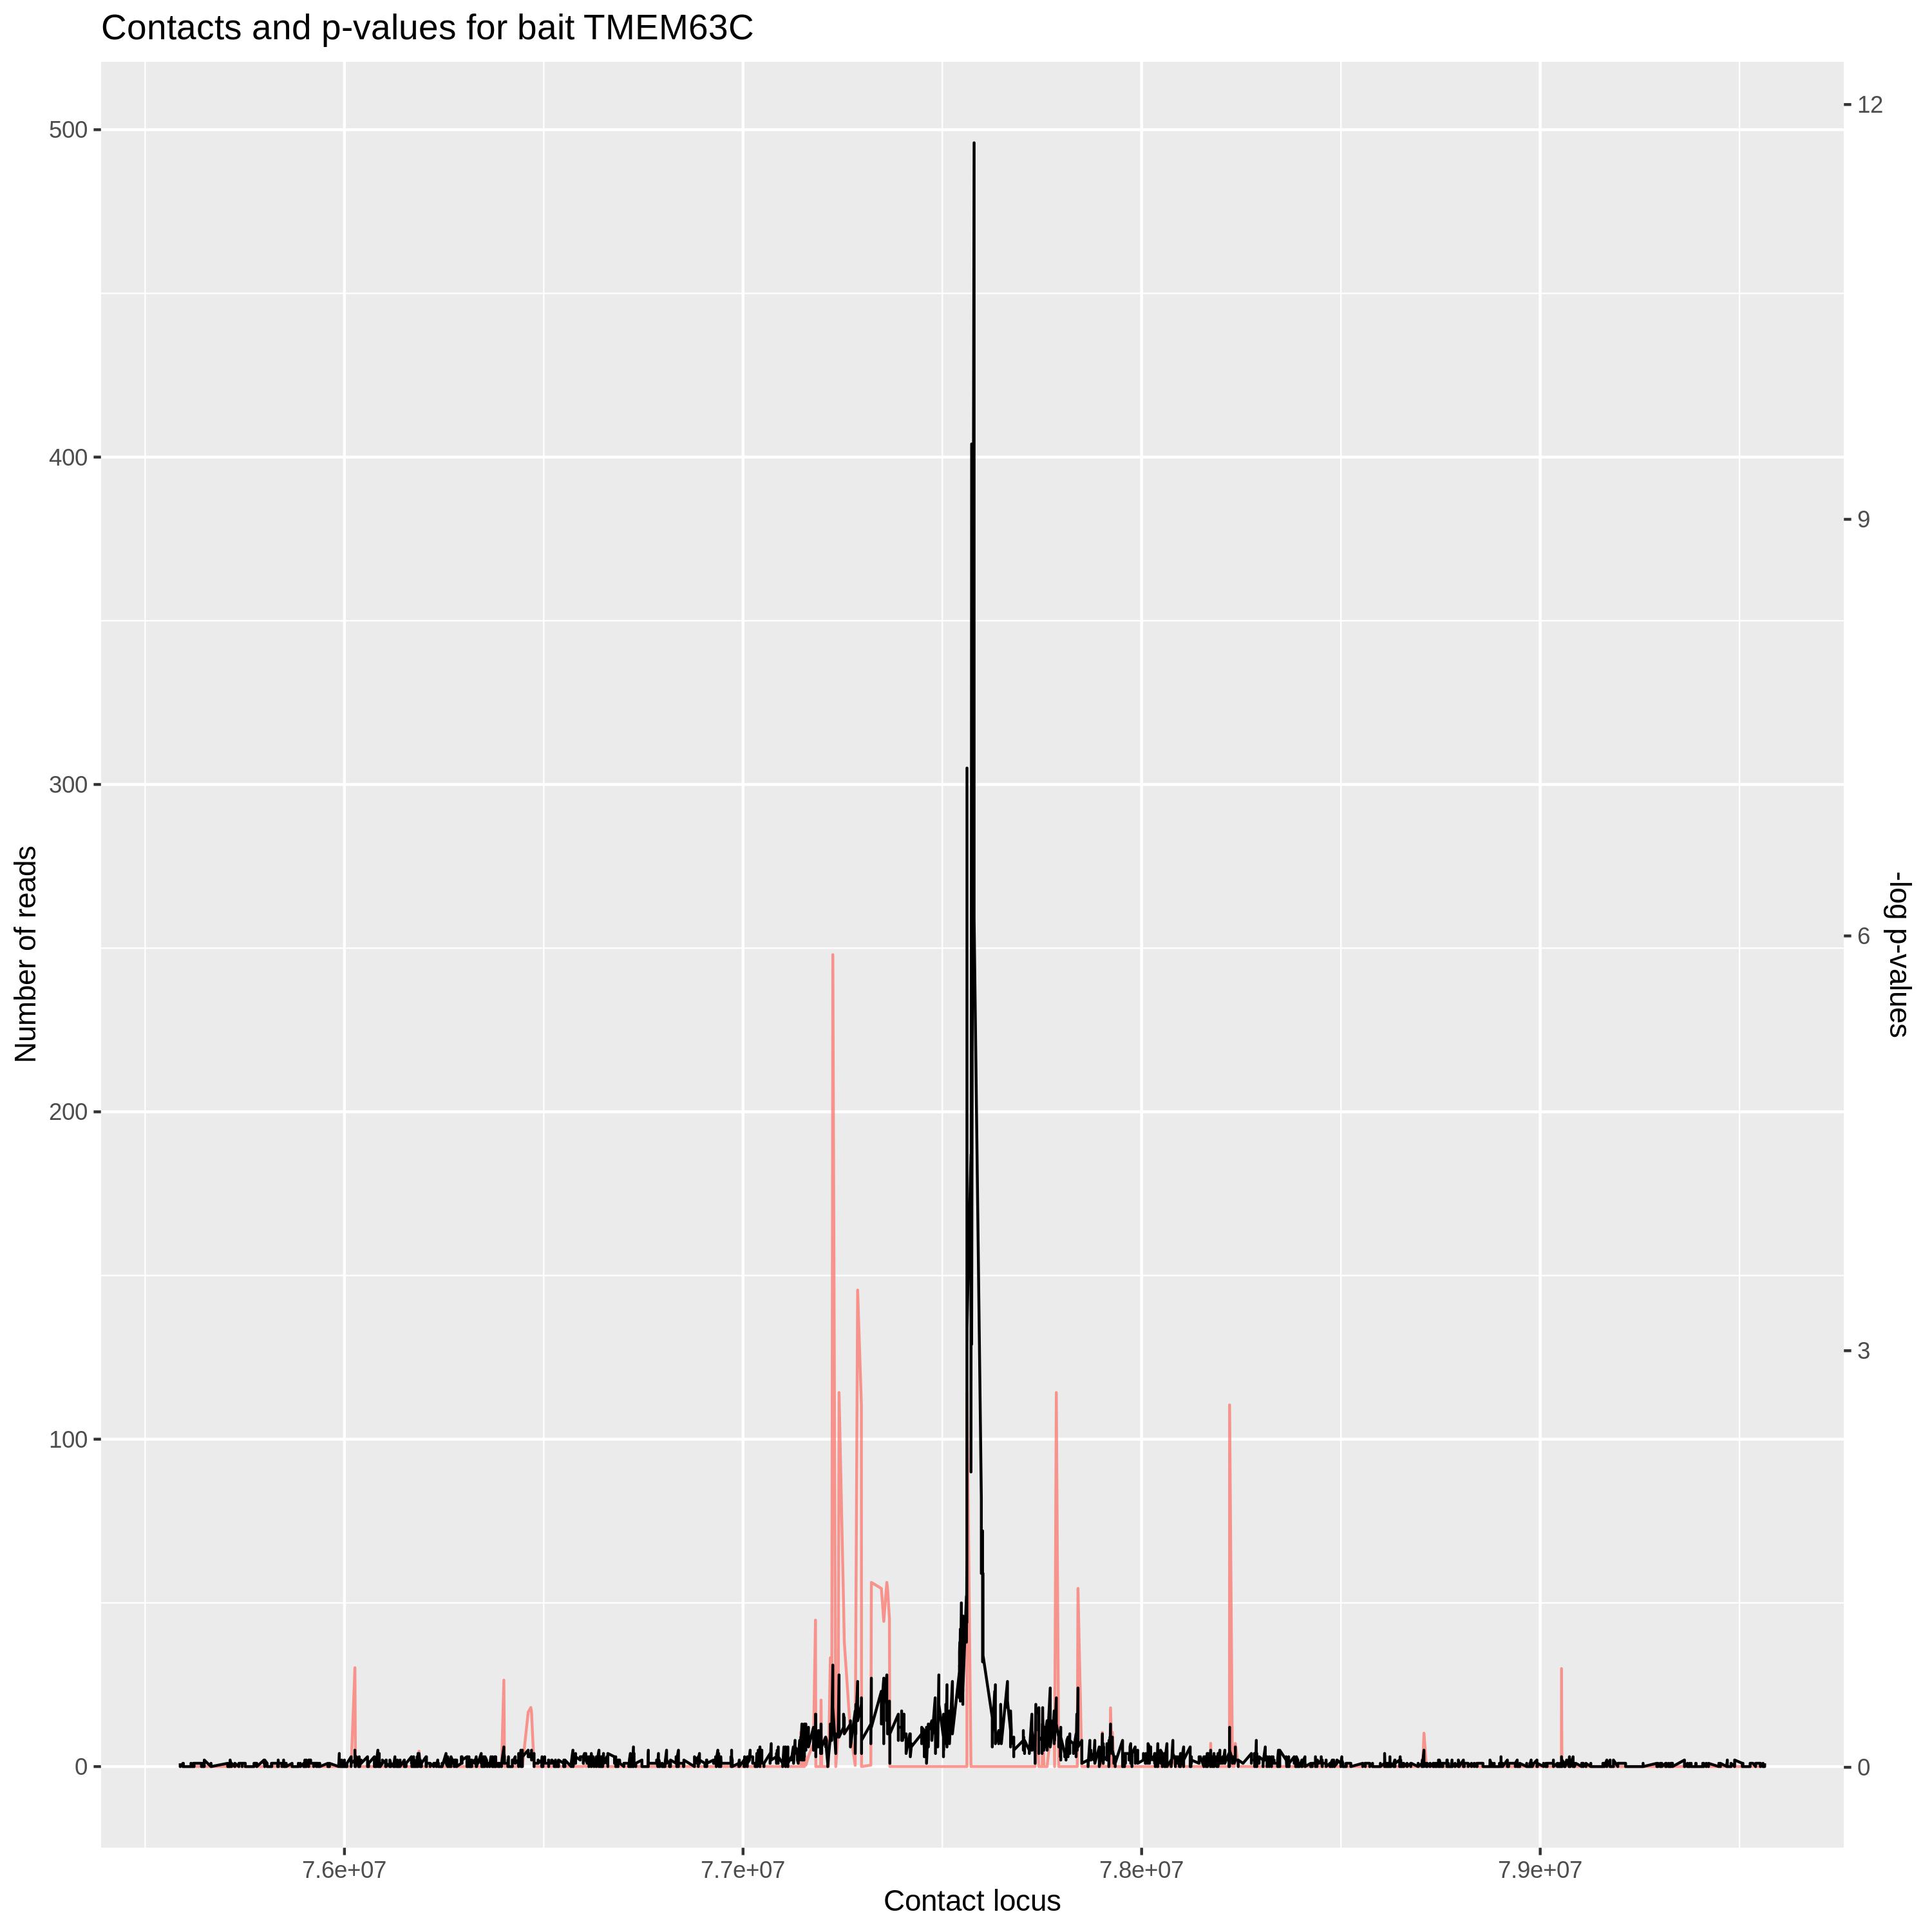 Contacts and p-values for bait TMEM63C
500
400
300
200
100
0
Number of reads
12
9
6
3
0
-log p-values
7.6e+07
7.7e+07
7.8e+07
7.9e+07
Contact locus